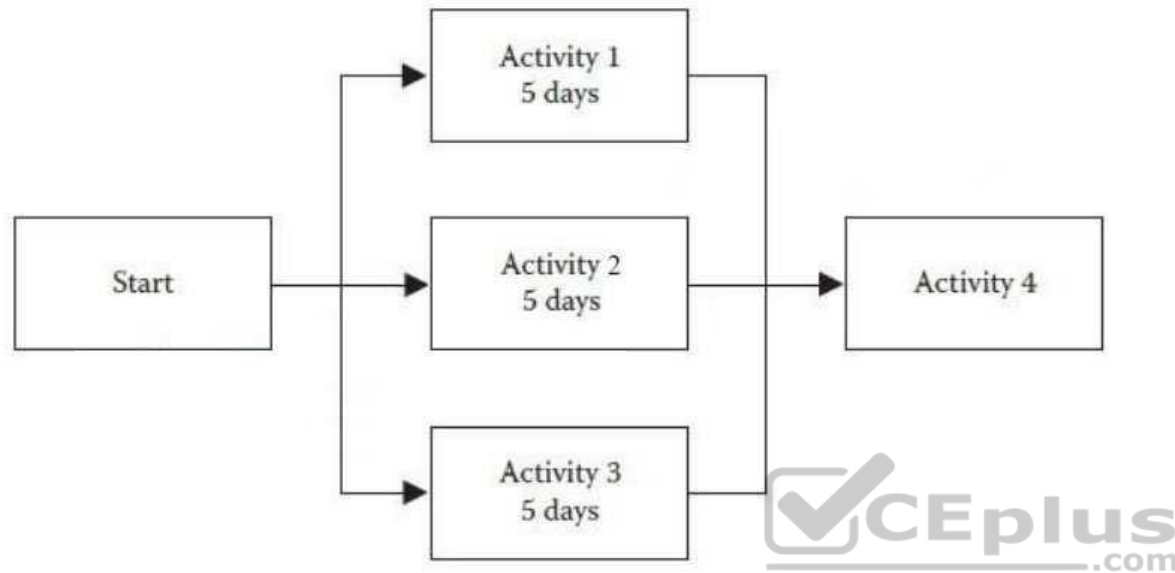 Activity 1
5 days
Start
Activity 2
5 days
Activity 4
Activity 3
5 days
CEplus
.com